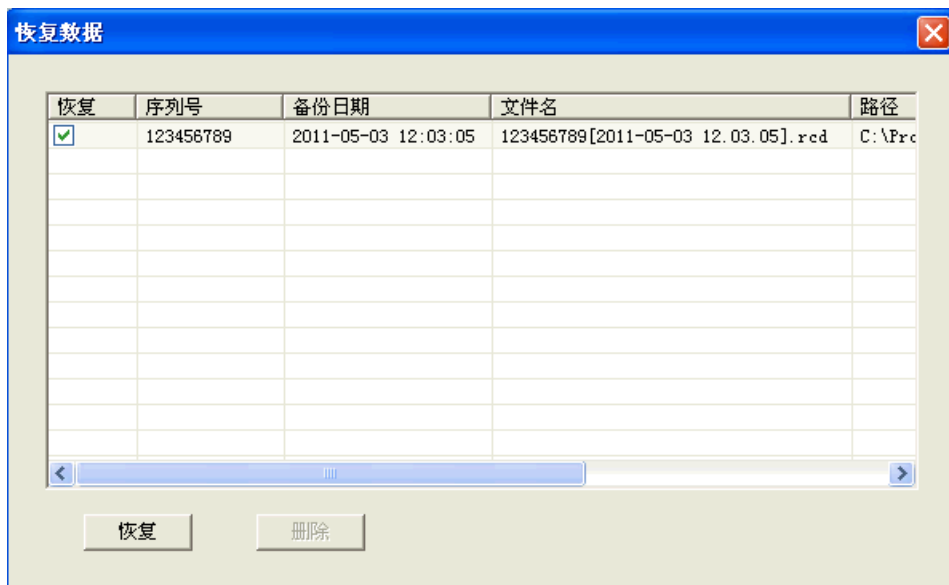 恢复数据
恢复 序列号 备份日期 文件名 路径
123456789 2011-05-03 12:03:05 123456789[2011-05-03 12.03.05].rcd C:\Pro
恢复 删除